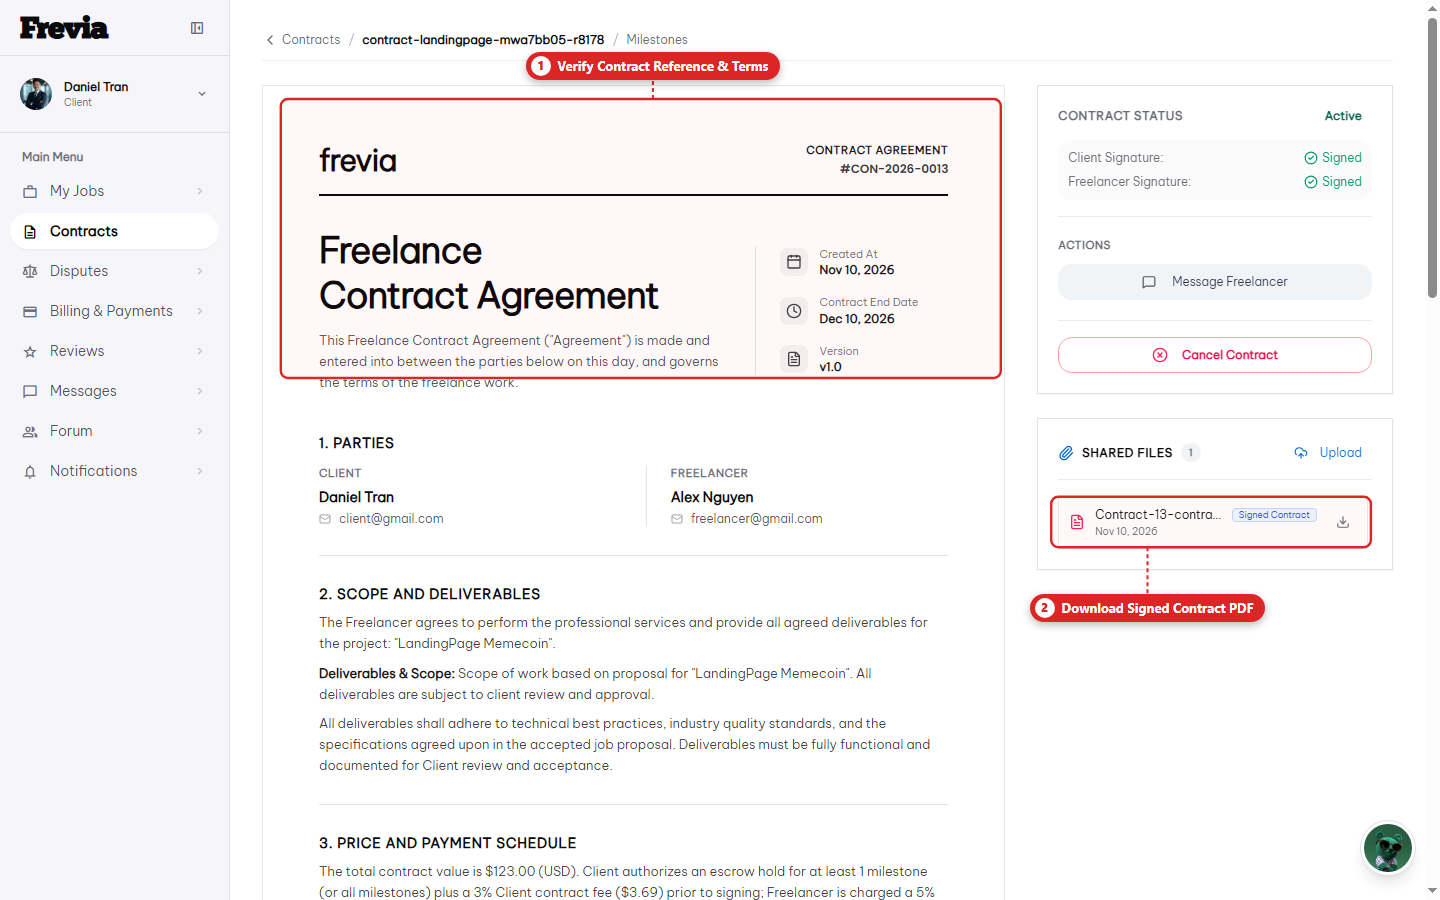 Frevia
Daniel Tran
Client
Main Menu
My Jobs
Contracts
Disputes
Billing & Payments
Reviews
Messages
Forum
Notifications
Contracts / contract-landingpage-mwa7bb05-r8178 / Milestones
1 Verify Contract Reference & Terms
frevia
CONTRACT AGREEMENT
#CON-2026-0013
Freelance
Contract Agreement
This Freelance Contract Agreement ("Agreement") is made and
entered into between the parties below on this day, and governs
the terms of the freelance work.
Created At
Nov 10, 2026
Contract End Date
Dec 10, 2026
Version
v1.0
1. PARTIES
CLIENT
Daniel Tran
client@gmail.com
FREELANCER
Alex Nguyen
freelancer@gmail.com
2. SCOPE AND DELIVERABLES
The Freelancer agrees to perform the professional services and provide all agreed deliverables for
the project: "LandingPage Memecoin".
Deliverables & Scope: Scope of work based on proposal for "LandingPage Memecoin". All
deliverables are subject to client review and approval.
All deliverables shall adhere to technical best practices, industry quality standards, and the
specifications agreed upon in the accepted job proposal. Deliverables must be fully functional and
documented for Client review and acceptance.
3. PRICE AND PAYMENT SCHEDULE
The total contract value is $123.00 (USD). Client authorizes an escrow hold for at least 1 milestone
(or all milestones) plus a 3% Client contract fee ($3.69) prior to signing; Freelancer is charged a 5%
CONTRACT STATUS
Active
Client Signature:
Signed
Freelancer Signature:
Signed
ACTIONS
Message Freelancer
Cancel Contract
SHARED FILES 1
Upload
Contract-13-contra...
Signed Contract
Nov 10, 2026
2 Download Signed Contract PDF